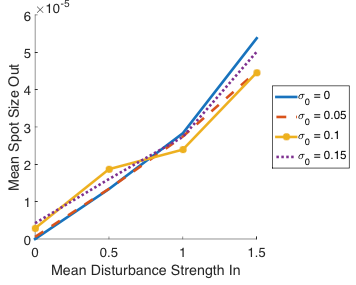 ×10⁻⁵
6
5
4
3
2
1
0
Mean Spot Size Out
0 0.5 1 1.5
Mean Disturbance Strength In
σ₀ = 0
σ₀ = 0.05
σ₀ = 0.1
σ₀ = 0.15